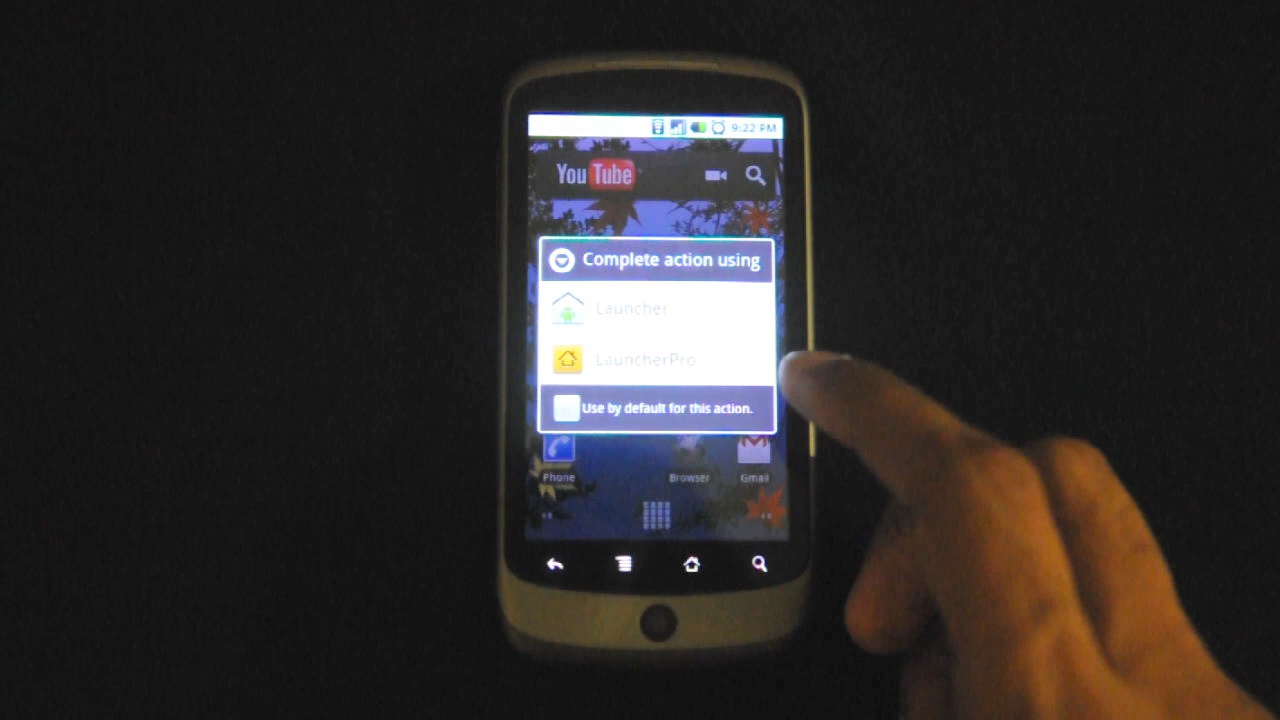 9:22 PM
YouTube
Complete action using
Launcher
LauncherPro
Use by default for this action.
Phone Browser Gmail